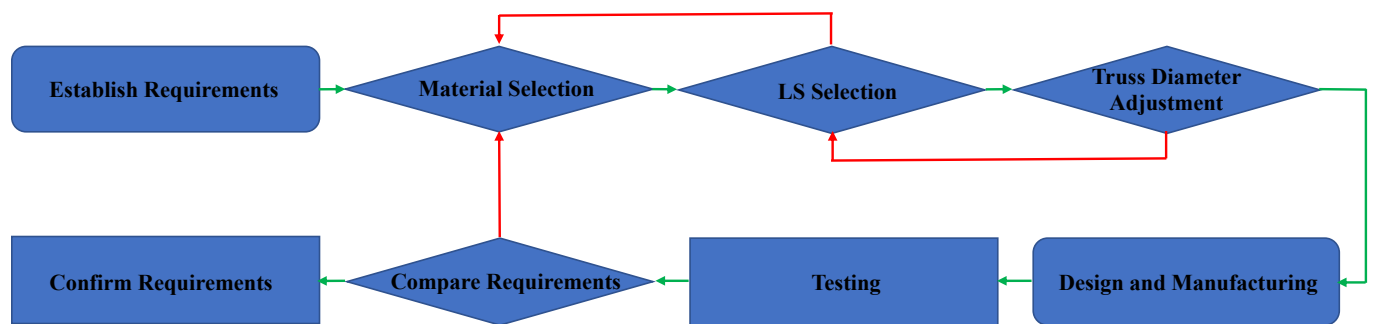 Establish Requirements
Material Selection
LS Selection
Truss Diameter
Adjustment
Confirm Requirements
Compare Requirements
Testing
Design and Manufacturing